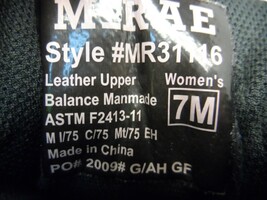 Style #MR31116
Leather Upper Women's
Balance Manmade 7M
ASTM F2413-11
M I/75 C/75 Mt/75 EH
Made in China
PO# 2009# G/AH GF